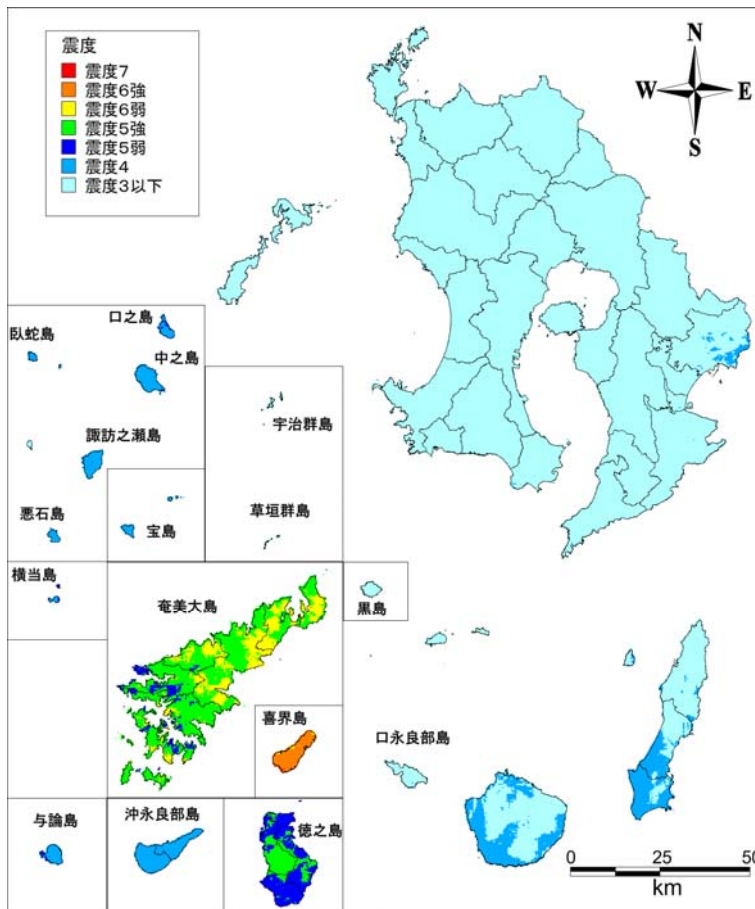 震度
震度7
震度6強
震度6弱
震度5強
震度5弱
震度4
震度3以下
N
W
E
S
口之島
臥蛇島
中之島
宇治群島
諏訪之瀬島
草垣群島
悪石島
宝島
横当島
奄美大島
黒島
喜界島
口永良部島
与論島
沖永良部島
徳之島
0 25 50
km